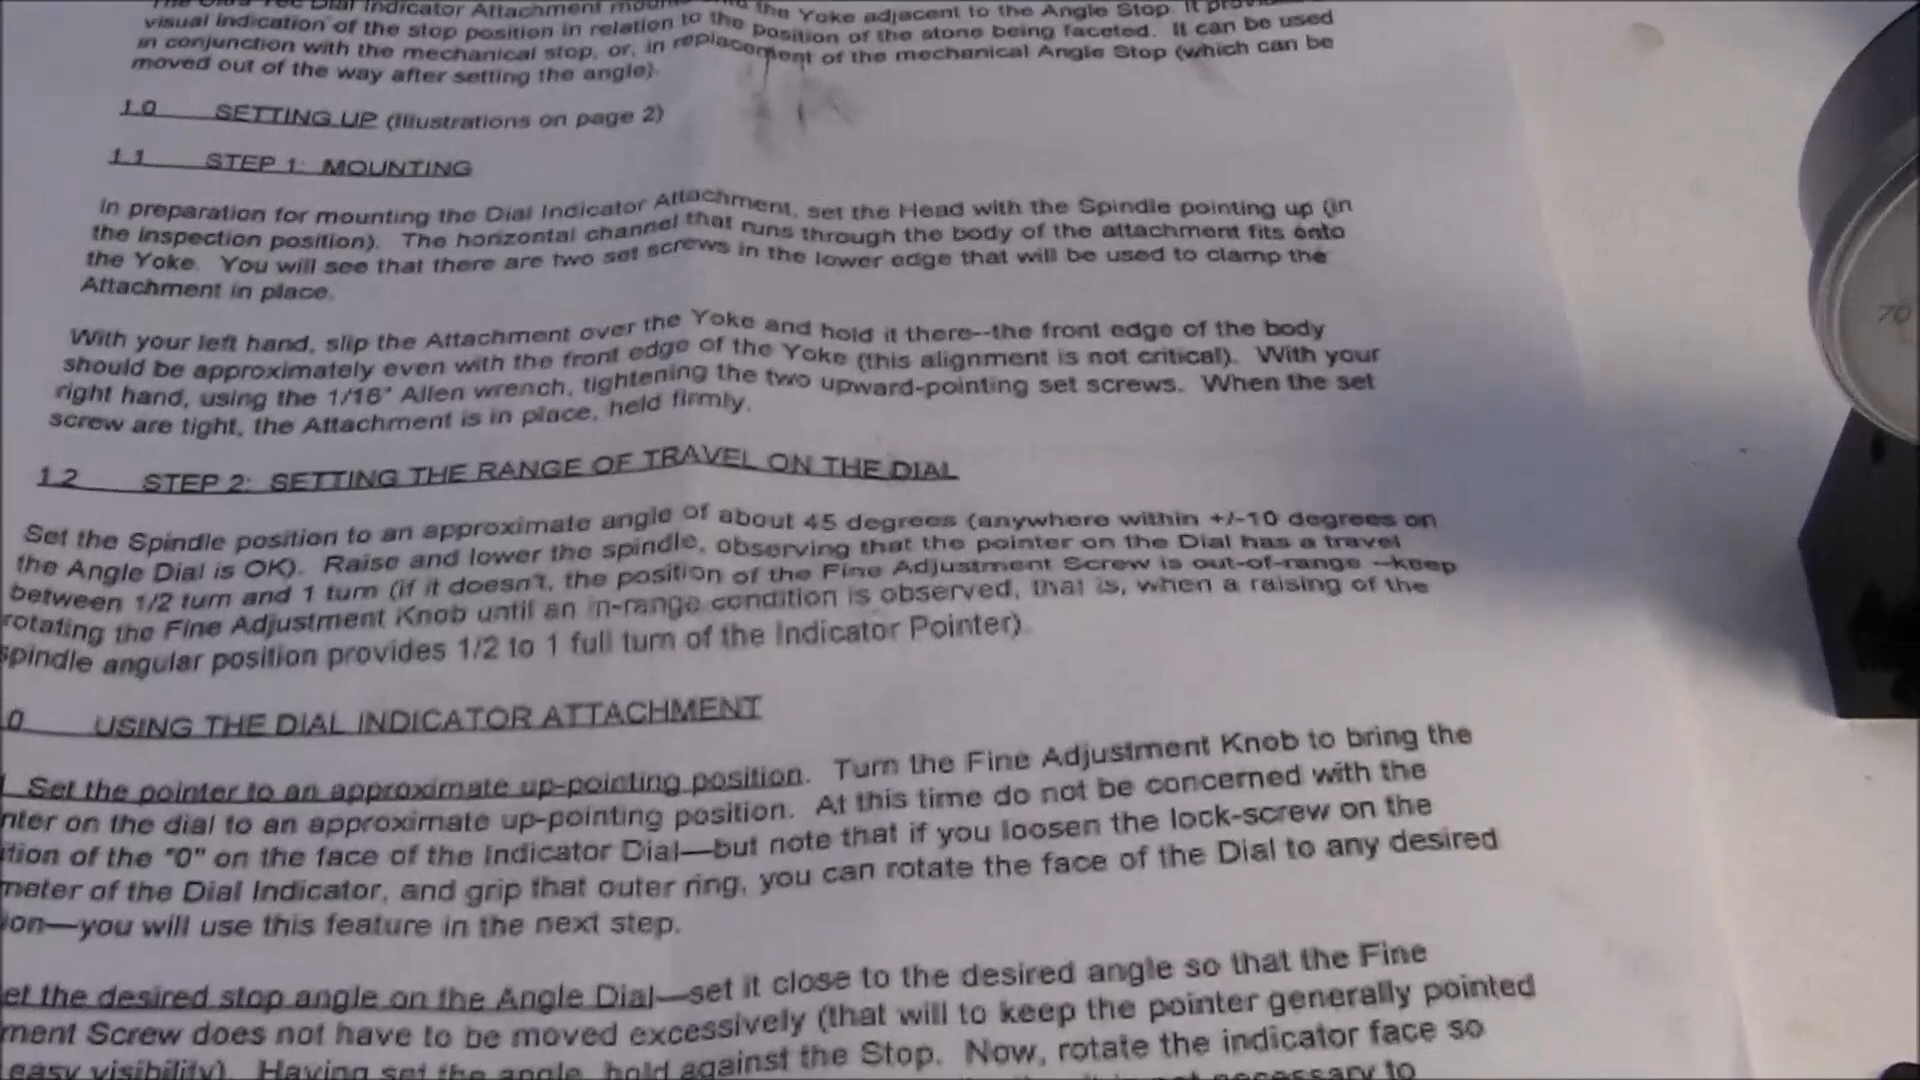 Dial Indicator Attachment the Yoke adjacent to the Angle Stop. It
visual indication of the stop position in relation to the position of the stone being faceted. It can be used
in conjunction with the mechanical stop, or, in replacement of the mechanical Angle Stop (which can be
moved out of the way after setting the angle).
1.0 SETTING UP (Illustrations on page 2)
1.1 STEP 1: MOUNTING
In preparation for mounting the Dial Indicator Attachment, set the Head with the Spindle pointing up (in
the inspection position). The horizontal channel that runs through the body of the attachment fits onto
the Yoke. You will see that there are two set screws in the lower edge that will be used to clamp the
Attachment in place.
With your left hand, slip the Attachment over the Yoke and hold it there--the front edge of the body
should be approximately even with the front edge of the Yoke (this alignment is not critical). With your
right hand, using the 1/16" Allen wrench, tightening the two upward-pointing set screws. When the set
screw are tight, the Attachment is in place, held firmly.
1.2 STEP 2: SETTING THE RANGE OF TRAVEL ON THE DIAL
Set the Spindle position to an approximate angle of about 45 degrees (anywhere within +/-10 degrees on
the Angle Dial is OK). Raise and lower the spindle, observing that the pointer on the Dial has a travel
between 1/2 turn and 1 turn (if it doesn't, the position of the Fine Adjustment Screw is out-of-range --keep
rotating the Fine Adjustment Knob until an in-range condition is observed, that is, when a raising of the
spindle angular position provides 1/2 to 1 full turn of the Indicator Pointer).
.0 USING THE DIAL INDICATOR ATTACHMENT
Set the pointer to an approximate up-pointing position. Turn the Fine Adjustment Knob to bring the
nter on the dial to an approximate up-pointing position. At this time do not be concerned with the
ition of the "0" on the face of the Indicator Dial—but note that if you loosen the lock-screw on the
meter of the Dial Indicator, and grip that outer ring, you can rotate the face of the Dial to any desired
ion—you will use this feature in the next step.
et the desired stop angle on the Angle Dial—set it close to the desired angle so that the Fine
ment Screw does not have to be moved excessively (that will to keep the pointer generally pointed
easy visibility). Having set the angle, hold against the Stop. Now, rotate the indicator face so
necessary to
70